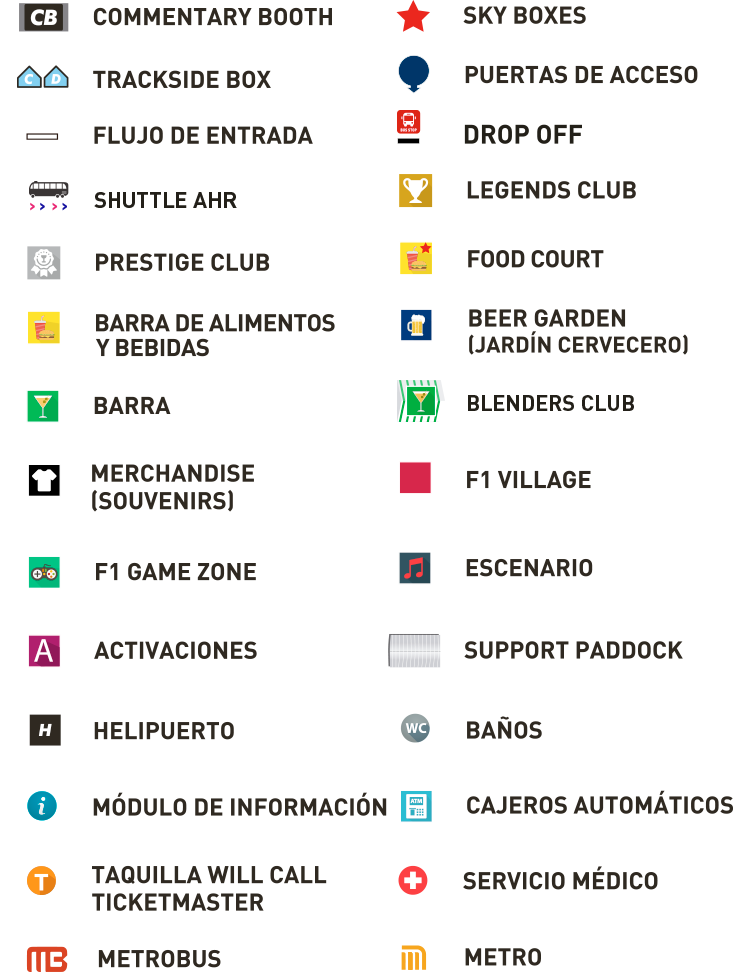 CB COMMENTARY BOOTH
SKY BOXES
C D TRACKSIDE BOX
PUERTAS DE ACCESO
FLUJO DE ENTRADA
BUS STOP DROP OFF
SHUTTLE AHR
LEGENDS CLUB
PRESTIGE CLUB
FOOD COURT
BARRA DE ALIMENTOS
Y BEBIDAS
BEER GARDEN
(JARDÍN CERVECERO)
BARRA
BLENDERS CLUB
MERCHANDISE
(SOUVENIRS)
F1 VILLAGE
F1 GAME ZONE
ESCENARIO
A ACTIVACIONES
SUPPORT PADDOCK
H HELIPUERTO
WC BAÑOS
i MÓDULO DE INFORMACIÓN
ATM CAJEROS AUTOMÁTICOS
T TAQUILLA WILL CALL
TICKETMASTER
SERVICIO MÉDICO
MB METROBUS
METRO